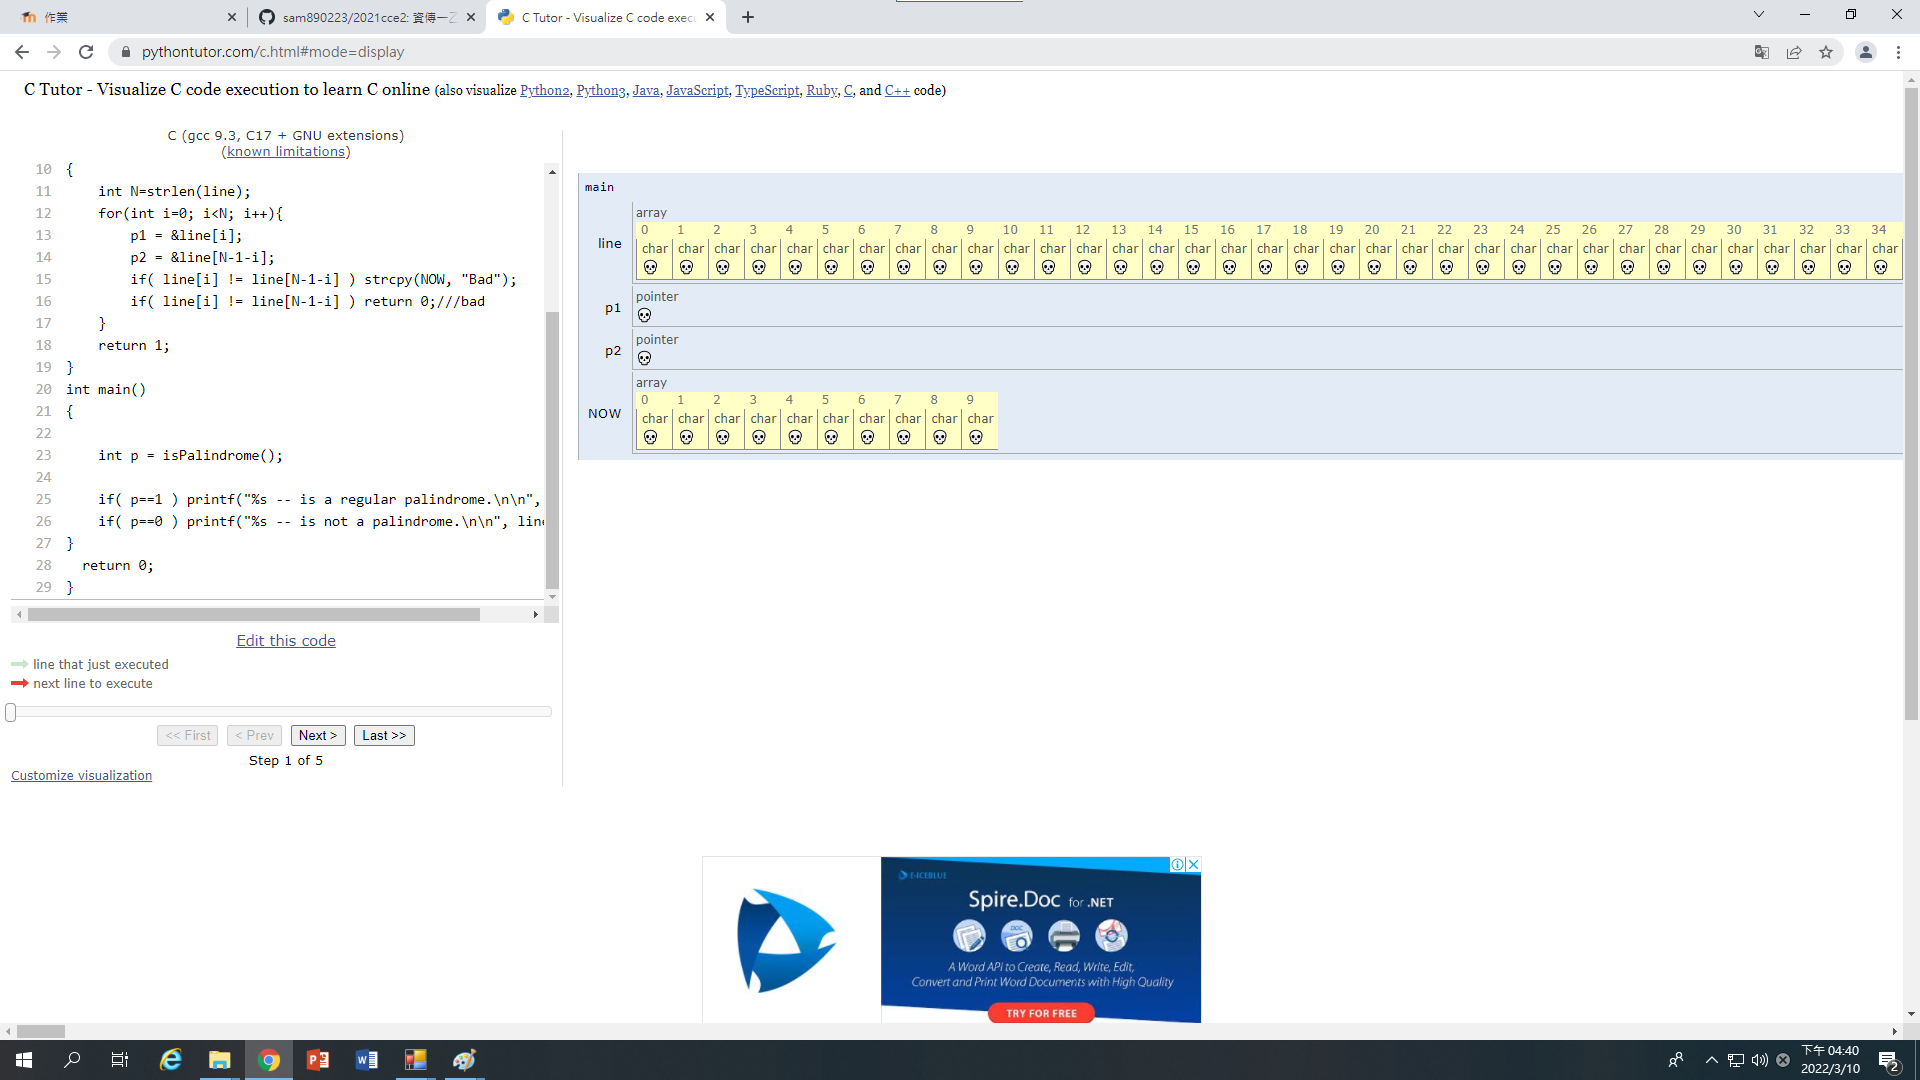 作業
sam890223/2021cce2: 資傳一乙
C Tutor - Visualize C code exec
pythontutor.com/c.html#mode=display
C Tutor - Visualize C code execution to learn C online (also visualize Python2, Python3, Java, JavaScript, TypeScript, Ruby, C, and C++ code)
C (gcc 9.3, C17 + GNU extensions)
(known limitations)
10 {
11 int N=strlen(line);
12 for(int i=0; i<N; i++){
13 p1 = &line[i];
14 p2 = &line[N-1-i];
15 if( line[i] != line[N-1-i] ) strcpy(NOW, "Bad");
16 if( line[i] != line[N-1-i] ) return 0;///bad
17 }
18 return 1;
19 }
20 int main()
21 {
22
23 int p = isPalindrome();
24
25 if( p==1 ) printf("%s -- is a regular palindrome.\n\n",
26 if( p==0 ) printf("%s -- is not a palindrome.\n\n", line
27 }
28 return 0;
29 }
Edit this code
line that just executed
next line to execute
<< First < Prev Next > Last >>
Step 1 of 5
Customize visualization
main
array
0 1 2 3 4 5 6 7 8 9 10 11 12 13 14 15 16 17 18 19 20 21 22 23 24 25 26 27 28 29 30 31 32 33 34
line
char char char char char char char char char char char char char char char char char char char char char char char char char char char char char char char char char char char
pointer
p1
pointer
p2
array
0 1 2 3 4 5 6 7 8 9
NOW
char char char char char char char char char char
E-ICEBLUE
Spire.Doc for .NET
DOC
A Word API to Create, Read, Write, Edit,
Convert and Print Word Documents with High Quality
TRY FOR FREE
下午 04:40
2022/3/10
2